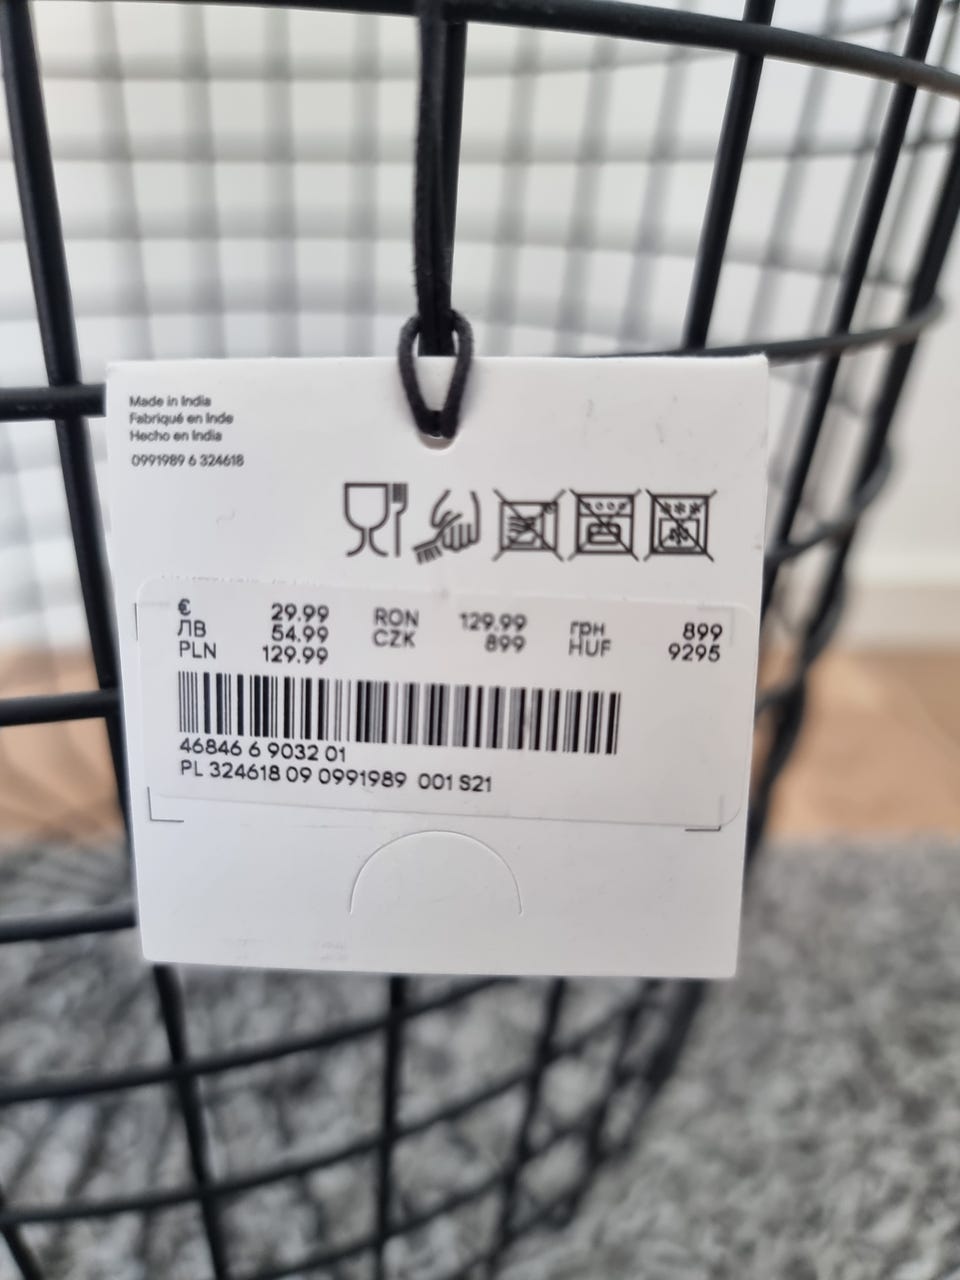 Made in India
Fabriqué en Inde
Hecho en India
0991989 6 324618
€ 29.99 RON 129.99 грн 899
ЛВ 54.99 CZK 899 HUF 9295
PLN 129.99
46846 6 9032 01
PL 324618 09 0991989 001 S21